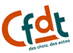 Cfdt
des choix, des actes